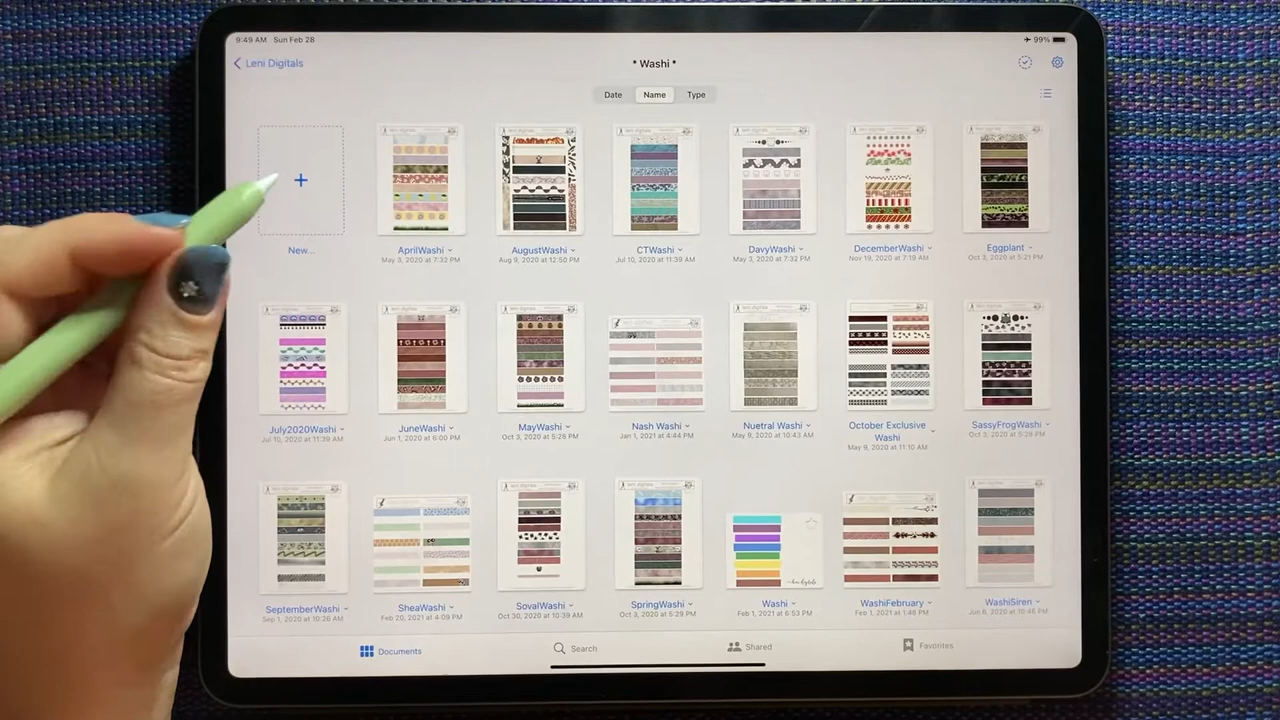 9:49 AM Sun Feb 28
99%
Leni Digitals
* Washi *
Date Name Type
New...
AprilWashi
May 3, 2020 at 7:32 PM
AugustWashi
Aug 9, 2020 at 12:50 PM
CTWashi
Jul 10, 2020 at 11:39 AM
DavyWashi
May 3, 2020 at 7:32 PM
DecemberWashi
Nov 19, 2020 at 7:19 AM
Eggplant
Oct 3, 2020 at 5:21 PM
July2020Washi
Jul 10, 2020 at 11:39 AM
JuneWashi
Jun 1, 2020 at 6:00 PM
MayWashi
Oct 3, 2020 at 5:28 PM
Nash Washi
Jan 1, 2021 at 4:44 PM
Nuetral Washi
May 9, 2020 at 10:43 AM
October Exclusive
Washi
May 9, 2020 at 11:10 AM
SassyFrogWashi
Oct 3, 2020 at 5:28 PM
SeptemberWashi
Sep 1, 2020 at 10:26 AM
SheaWashi
Feb 20, 2021 at 4:09 PM
SovalWashi
Oct 30, 2020 at 10:39 AM
SpringWashi
Oct 3, 2020 at 5:29 PM
Washi
Feb 1, 2021 at 6:53 PM
WashiFebruary
Feb 1, 2021 at 1:48 PM
WashiSiren
Jun 6, 2020 at 10:46 PM
Documents
Search
Shared
Favorites